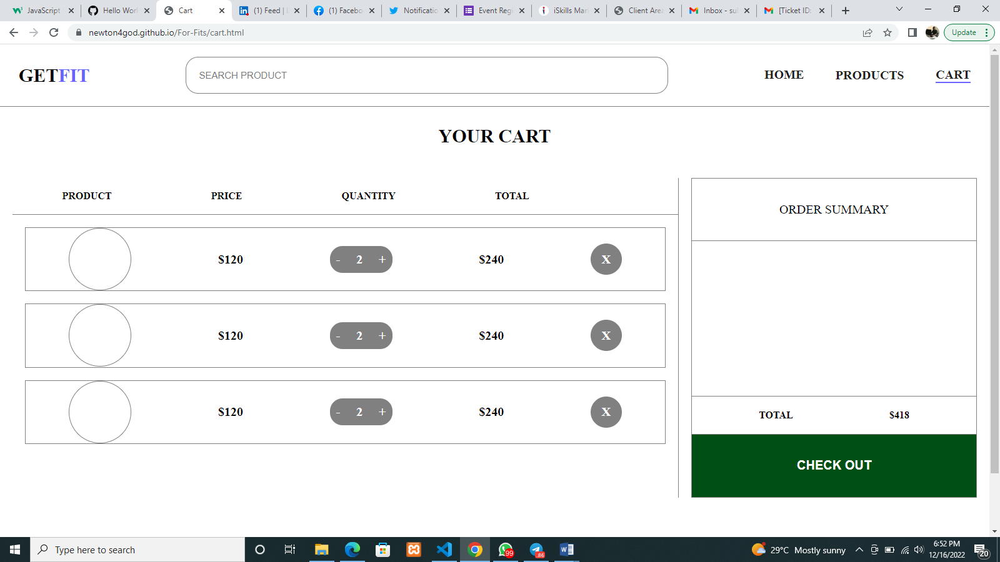 JavaScript
Hello Worl
Cart
(1) Feed |
(1) Facebo
Notificatio
Event Regi
iSkills Mar
Client Area
Inbox - sul
[Ticket ID:
newton4god.github.io/For-Fits/cart.html
Update
GETFIT
SEARCH PRODUCT
HOME
PRODUCTS
CART
YOUR CART
PRODUCT PRICE QUANTITY TOTAL
$120 - 2 + $240 X
$120 - 2 + $240 X
$120 - 2 + $240 X
ORDER SUMMARY
TOTAL $418
CHECK OUT
Type here to search
99
86
29°C Mostly sunny
6:52 PM
12/16/2022
20